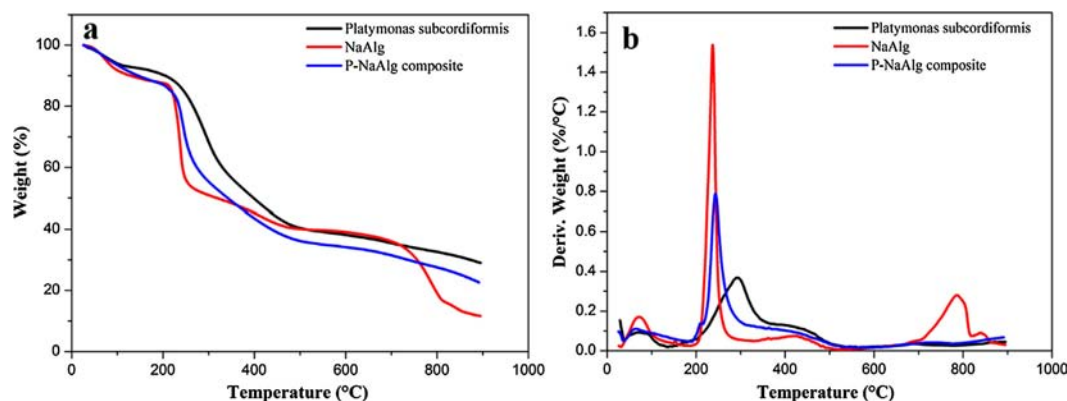 a
Platymonas subcordiformis
NaAlg
P-NaAlg composite
100
80
60
40
20
0
Weight (%)
0 200 400 600 800 1000
Temperature (°C)
b
Platymonas subcordiformis
NaAlg
P-NaAlg composite
1.6
1.4
1.2
1.0
0.8
0.6
0.4
0.2
0.0
Deriv. Weight (%/°C)
0 200 400 600 800 1000
Temperature (°C)